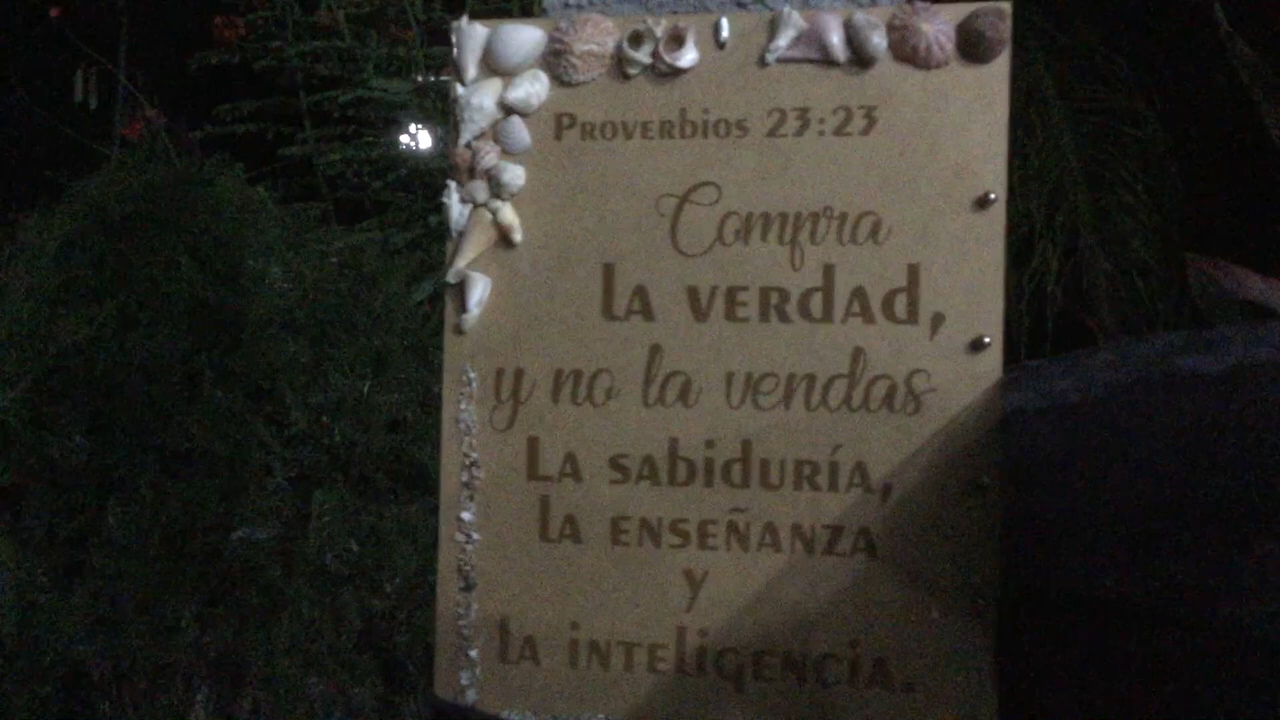 Proverbios 23:23
Compra
la verdad,
y no la vendas
La sabiduría,
la enseñanza
y
la inteligencia.